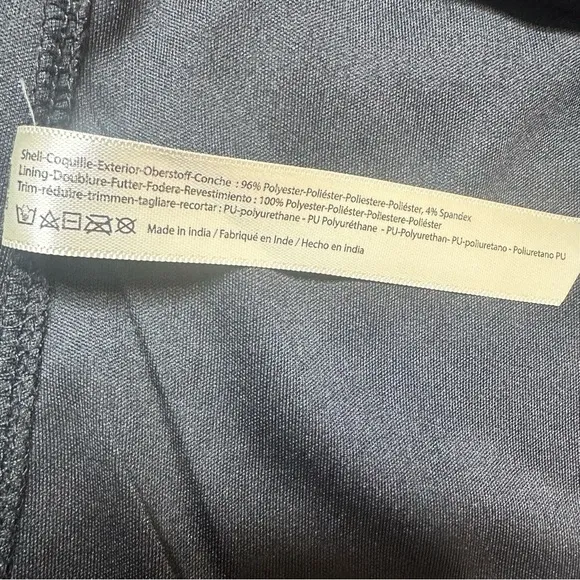 Shell-Coquille-Exterior-Oberstoff-Conche : 96% Polyester-Poliéster-Poliestere-Poliéster, 4% Spandex
Lining-Doublure-Futter-Fodera-Revestimiento : 100% Polyester-Poliéster-Poliestere-Poliéster
Trim-réduire-trimmen-tagliare-recortar : PU-polyurethane - PU Polyuréthane - PU-Polyurethan- PU-poliuretano - Poliuretano PU
Made in india / Fabriqué en Inde / Hecho en india